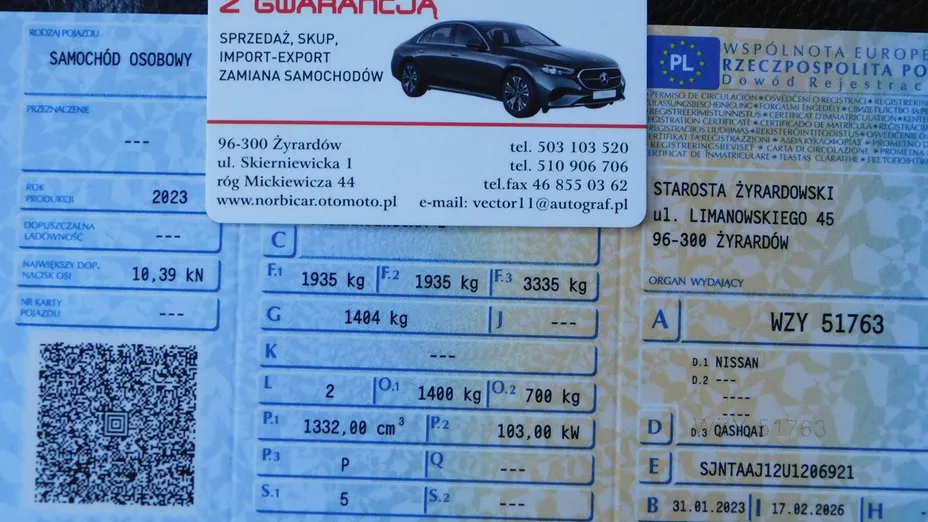 RODZAJ POJAZDU
SAMOCHÓD OSOBOWY
PRZEZNACZENIE
---
ROK
PRODUKCJI
2023
DOPUSZCZALNA
ŁADOWNOŚĆ
---
NAJWIĘKSZY DOP.
NACISK OSI
10,39 kN
NR KARTY
POJAZDU
---
Z GWARANCJĄ
SPRZEDAŻ, SKUP,
IMPORT-EXPORT
ZAMIANA SAMOCHODÓW
96-300 Żyrardów
ul. Skierniewicka 1
róg Mickiewicza 44
www.norbicar.otomoto.pl
tel. 503 103 520
tel. 510 906 706
tel.fax 46 855 03 62
e-mail: vector11@autograf.pl
C
F.1 1935 kg F.2 1935 kg F.3 3335 kg
G 1404 kg J ---
K ---
L 2 O.1 1400 kg O.2 700 kg
P.1 1332,00 cm³ P.2 103,00 kW
P.3 P Q ---
S.1 5 S.2 ---
PL
WSPÓLNOTA EUROPE
RZECZPOSPOLITA PO
Dowód Rejestrac
STAROSTA ŻYRARDOWSKI
ul. LIMANOWSKIEGO 45
96-300 ŻYRARDÓW
ORGAN WYDAJĄCY
A WZY 51763
D.1 NISSAN
D.2 ----
----
----
D D.3 QASHQAI
E SJNTAAJ12U1206921
B 31.01.2023 I 17.02.2026 H